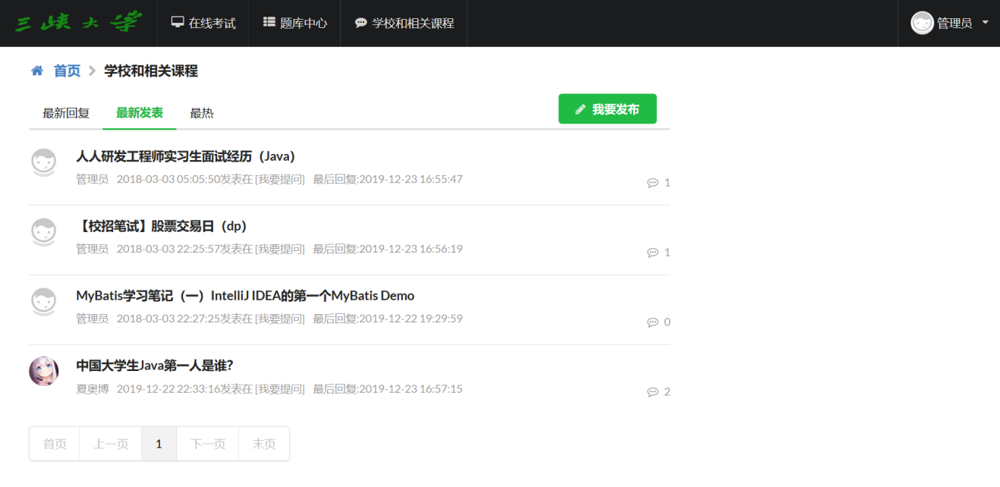 三峡大学 在线考试 题库中心 学校和相关课程 管理员
首页 学校和相关课程
最新回复 最新发表 最热 我要发布
人人研发工程师实习生面试经历（Java）
管理员 2018-03-03 05:05:50发表在 [我要提问] 最后回复:2019-12-23 16:55:47 1
【校招笔试】股票交易日（dp）
管理员 2018-03-03 22:25:57发表在 [我要提问] 最后回复:2019-12-23 16:56:19 1
MyBatis学习笔记（一）IntelliJ IDEA的第一个MyBatis Demo
管理员 2018-03-03 22:27:25发表在 [我要提问] 最后回复:2019-12-22 19:29:59 0
中国大学生Java第一人是谁？
夏奥博 2019-12-22 22:33:16发表在 [我要提问] 最后回复:2019-12-23 16:57:15 2
首页 上一页 1 下一页 末页